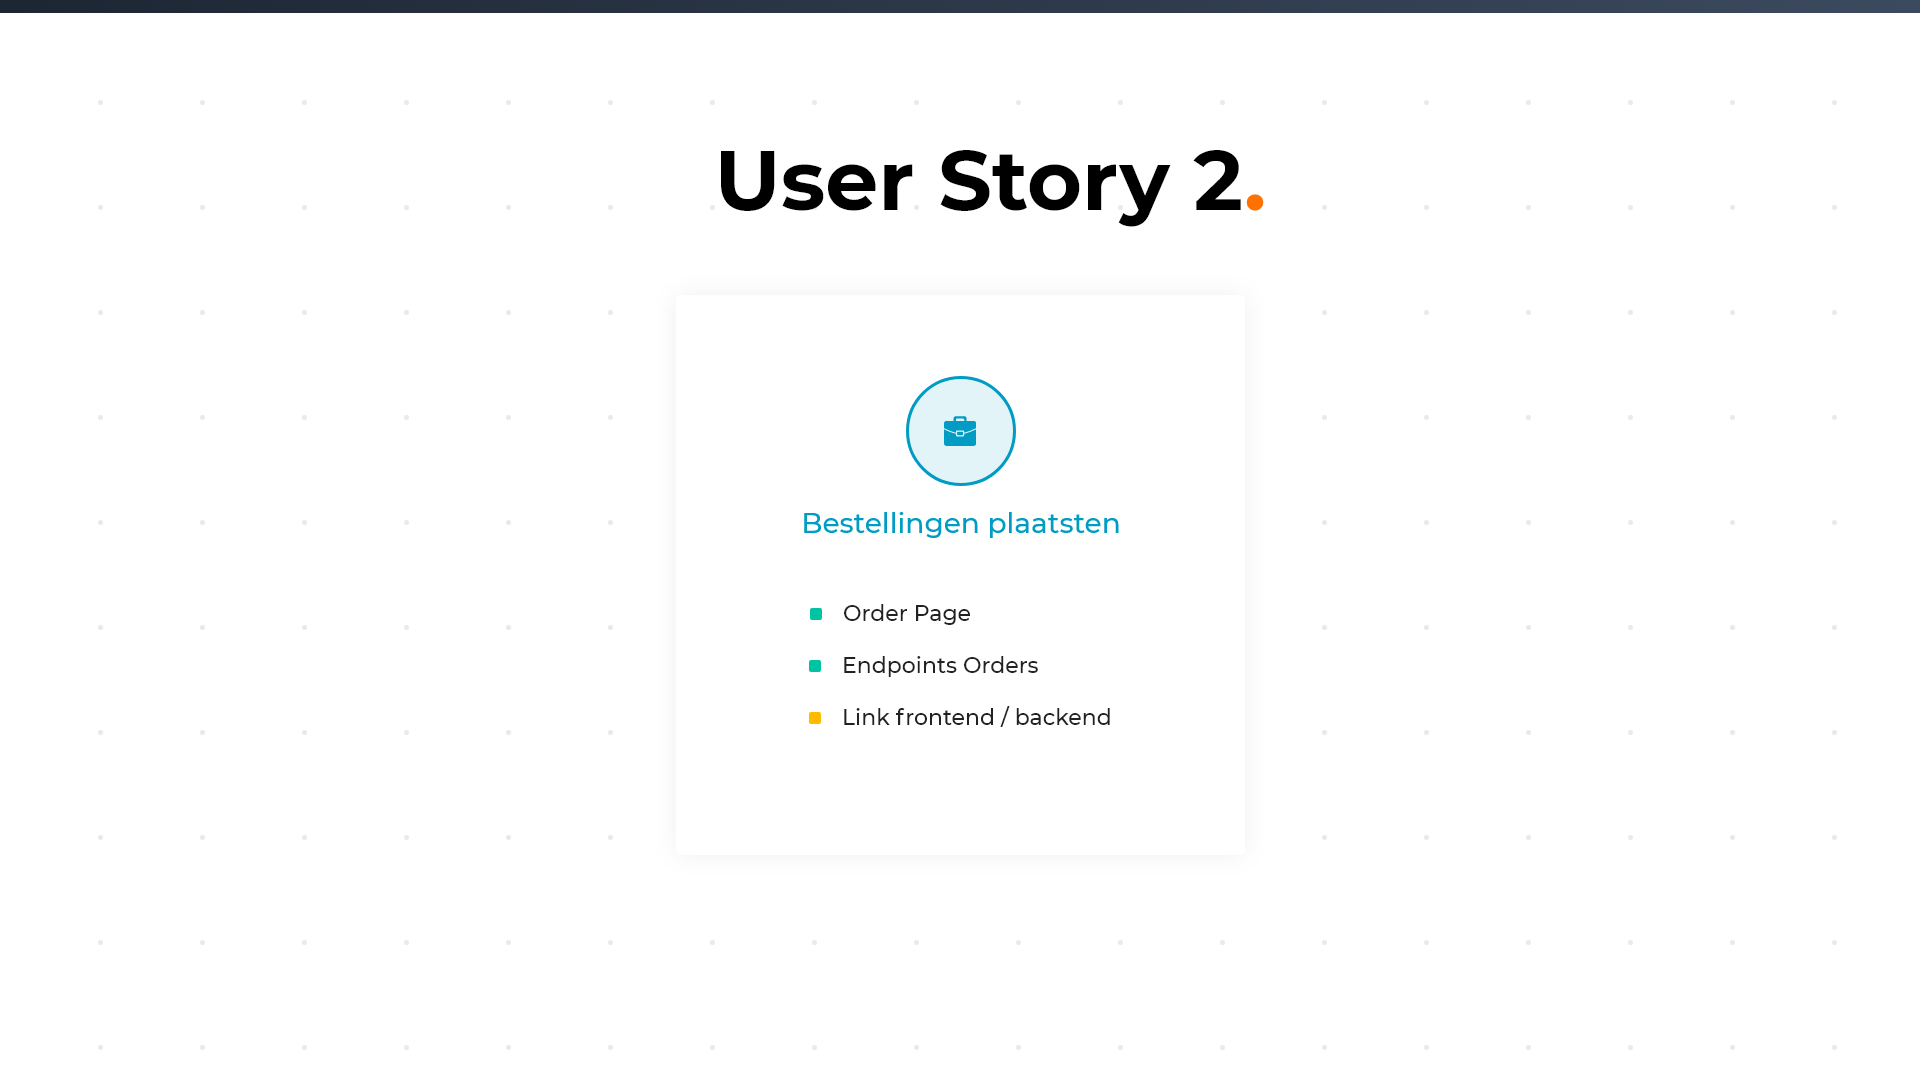 User Story 2.
Bestellingen plaatsten
Order Page
Endpoints Orders
Link frontend / backend